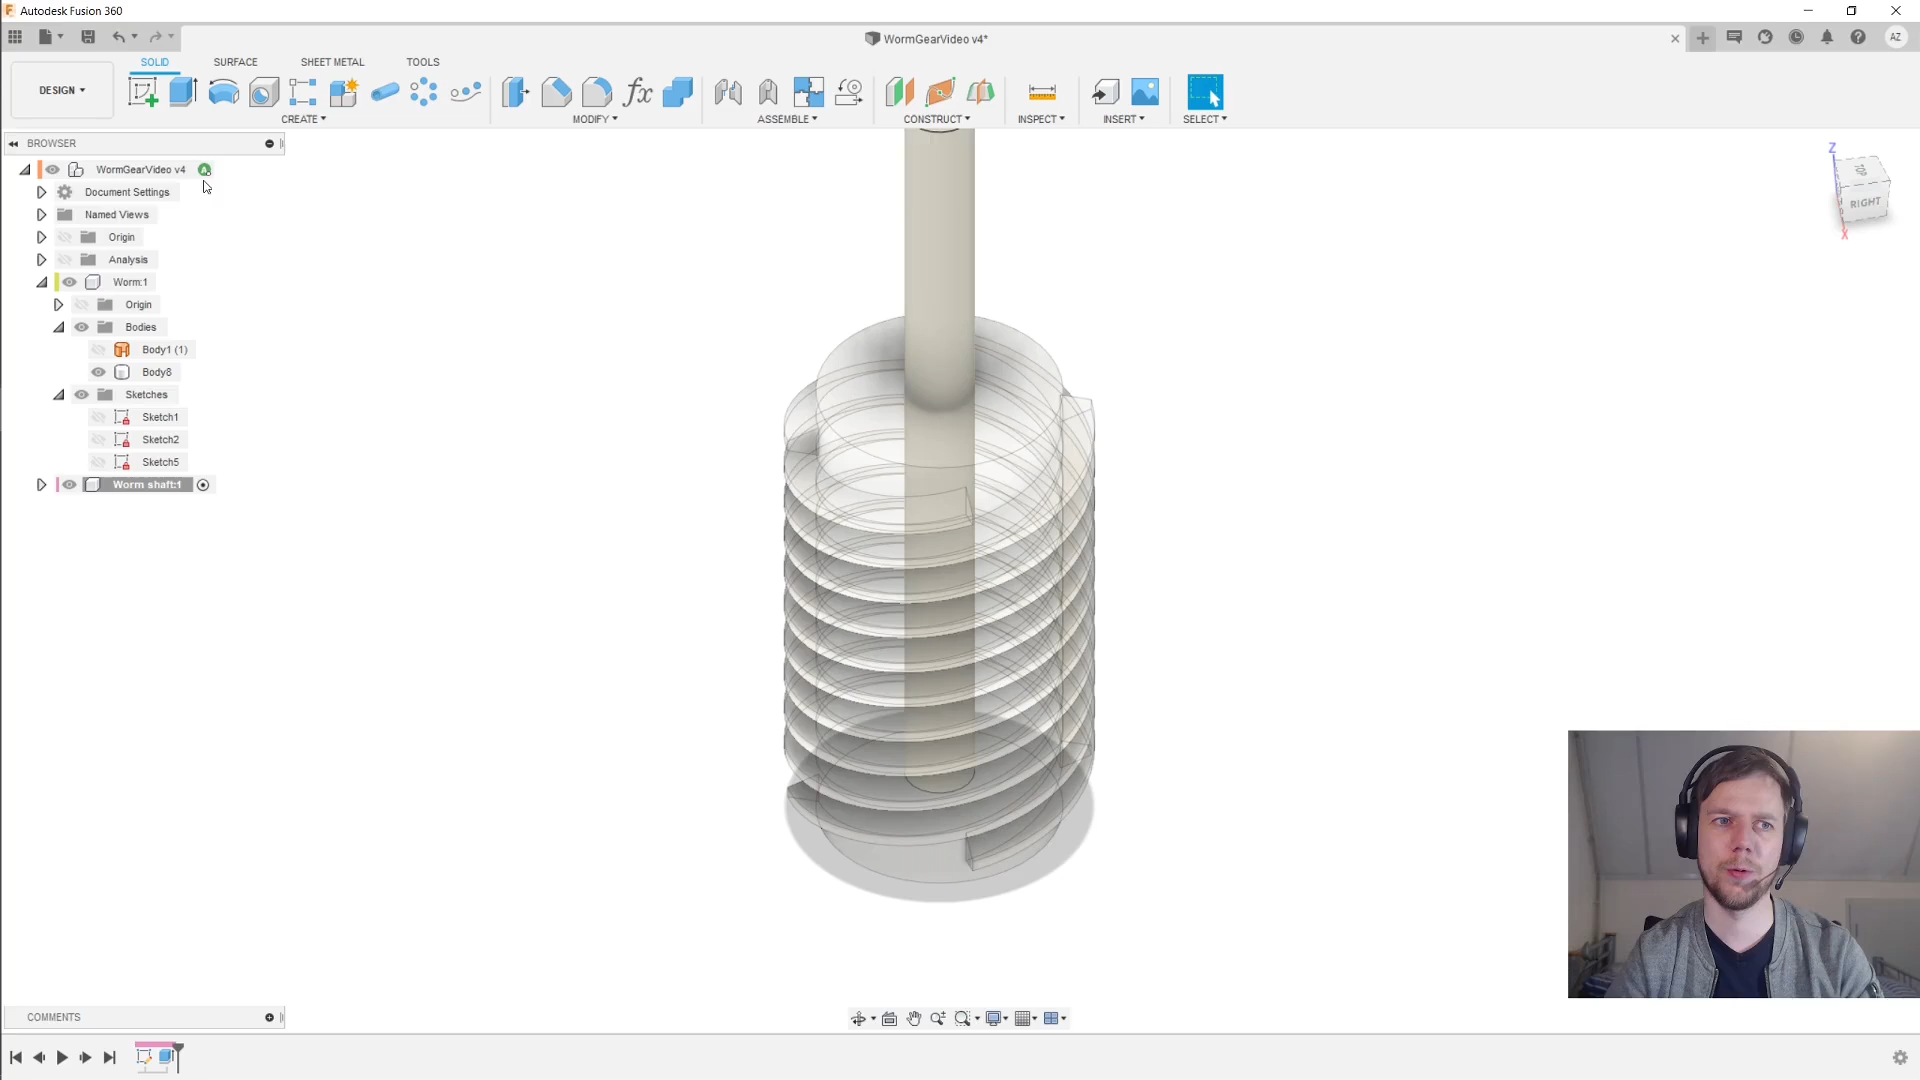 Autodesk Fusion 360
WormGearVideo v4*
AZ
DESIGN
SOLID
SURFACE
SHEET METAL
TOOLS
CREATE
MODIFY
ASSEMBLE
CONSTRUCT
INSPECT
INSERT
SELECT
BROWSER
WormGearVideo v4
Document Settings
Named Views
Origin
Analysis
Worm:1
Origin
Bodies
Body1 (1)
Body8
Sketches
Sketch1
Sketch2
Sketch5
Worm shaft:1
Z
TOP
RIGHT
X
COMMENTS